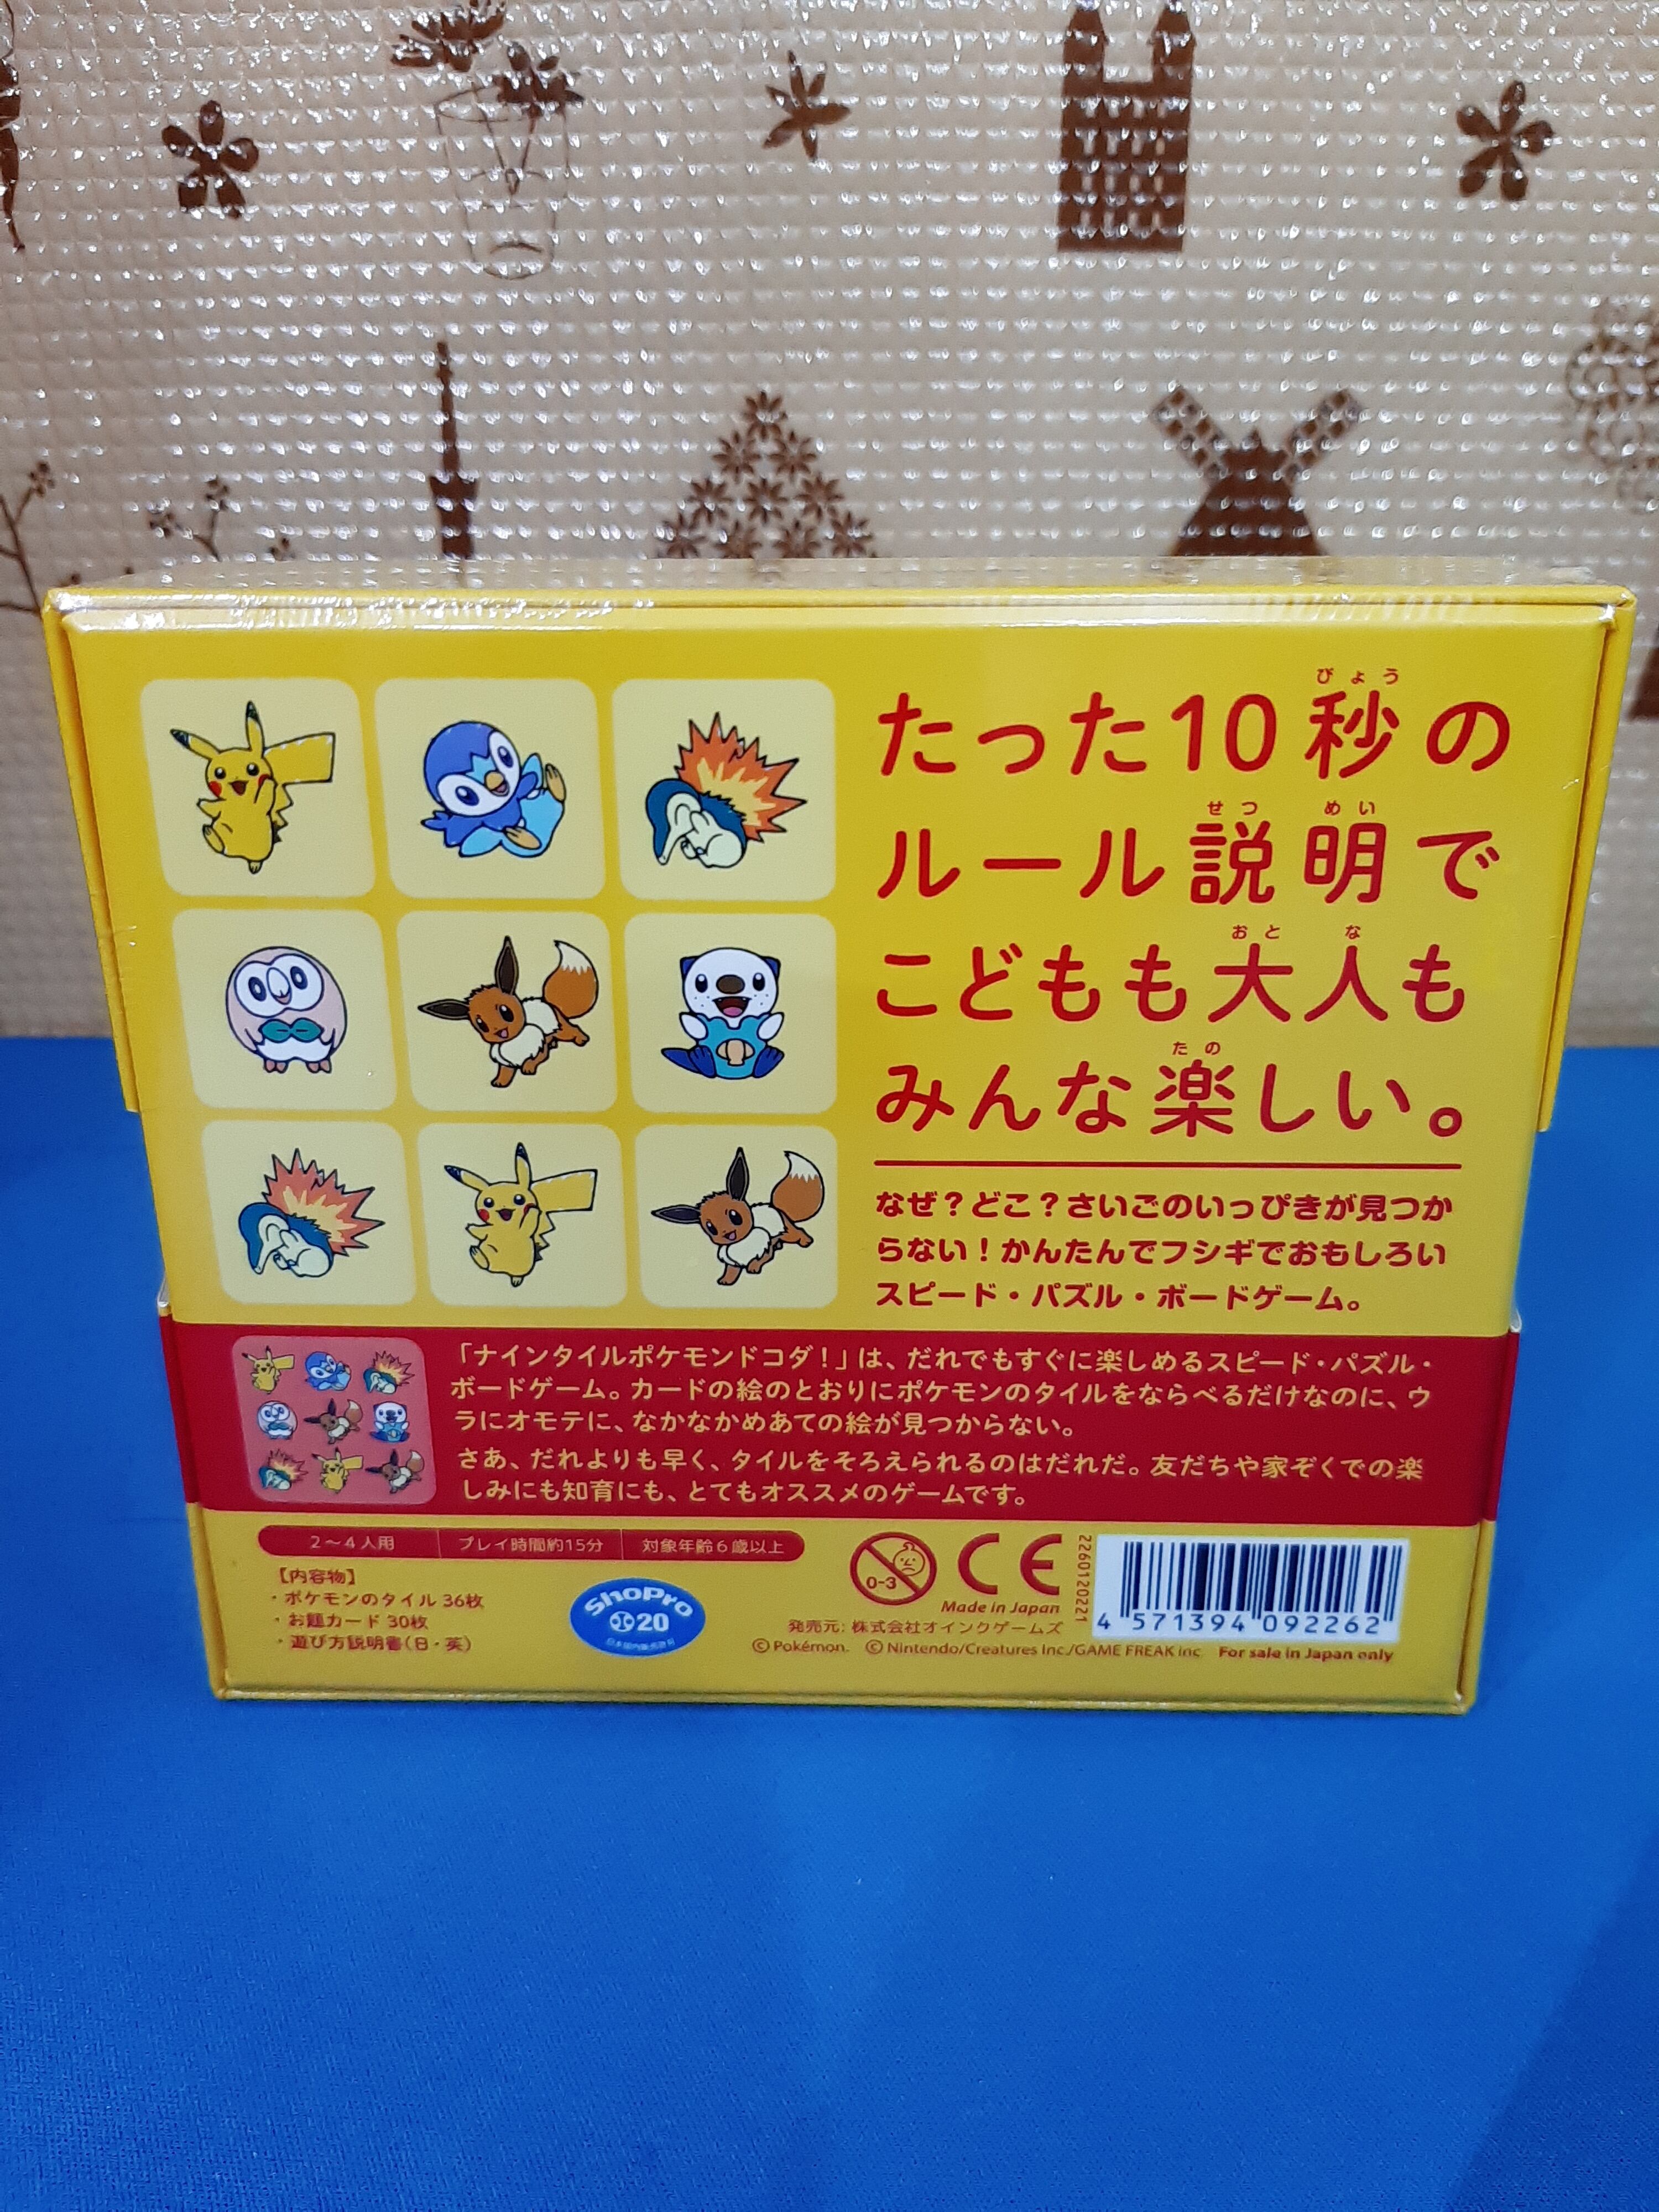 たった10秒の
びょう
ルール説明で
せつ めい
こどもも大人も
おと な
みんな楽しい。
たの
なぜ?どこ?さいごのいっぴきが見つか
らない!かんたんでフシギでおもしろい
スピード・パズル・ボードゲーム。
「ナインタイルポケモンドコダ!」は、だれでもすぐに楽しめるスピード・パズル・
ボードゲーム。カードの絵のとおりにポケモンのタイルをならべるだけなのに、ウ
ラにオモテに、なかなかめあての絵が見つからない。
さあ、だれよりも早く、タイルをそろえられるのはだれだ。友だちや家ぞくでの楽
しみにも知育にも、とてもオススメのゲームです。
2〜4人用 プレイ時間約15分 対象年齢6歳以上
【内容物】
・ポケモンのタイル 36枚
・お題カード 30枚
・遊び方説明書(日・英)
ShoPro
20
0-3
CE
Made in Japan
発売元: 株式会社オインクゲームズ
©Pokémon. ©Nintendo/Creatures Inc./GAME FREAK inc. For sale in Japan only
2260120221
4 571394 092262